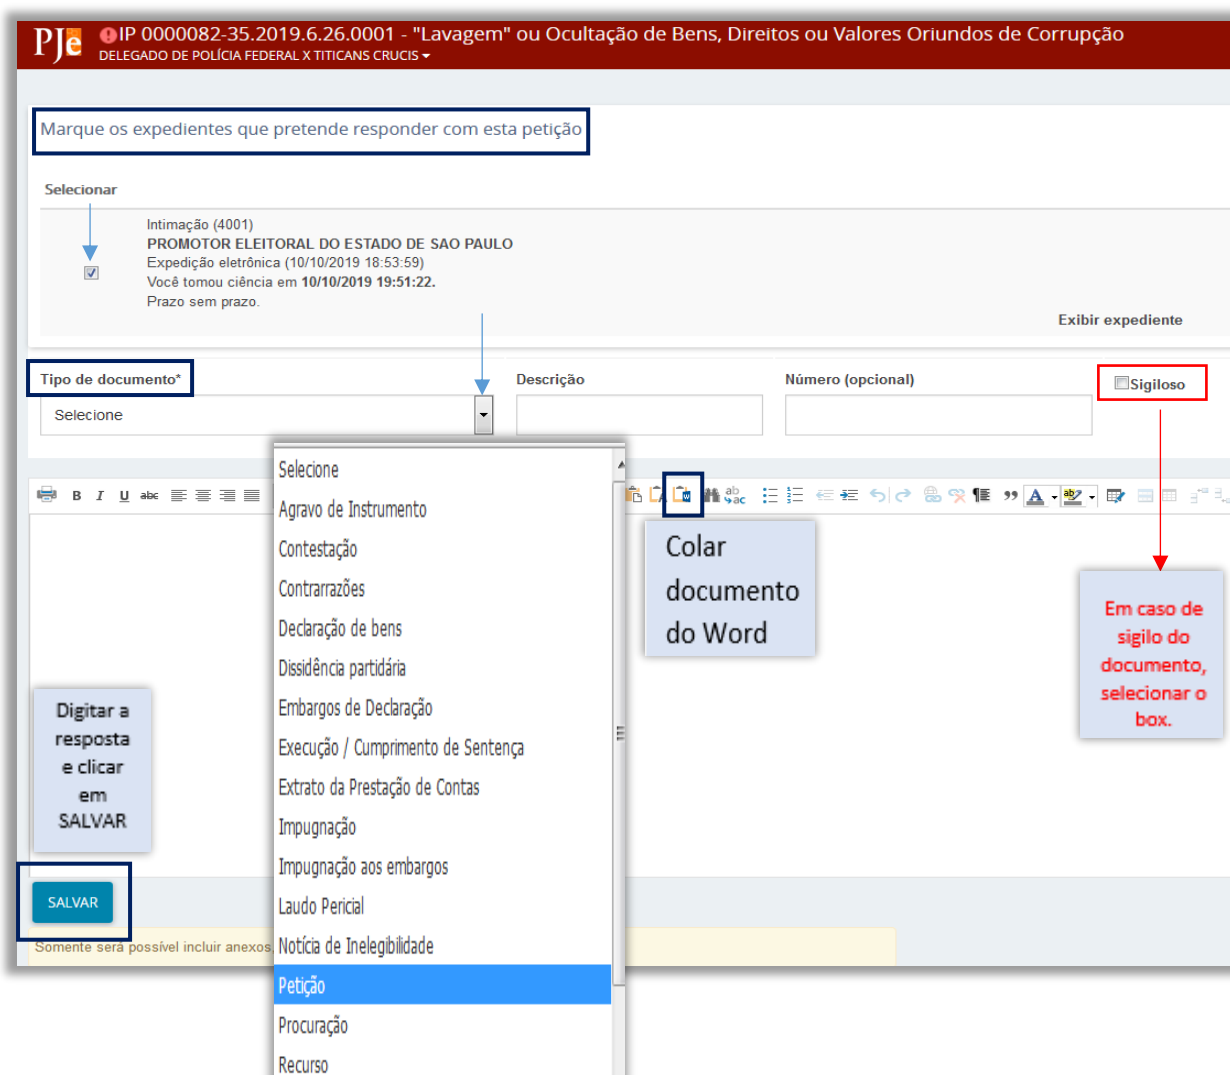 PJe
IP 0000082-35.2019.6.26.0001 - "Lavagem" ou Ocultação de Bens, Direitos ou Valores Oriundos de Corrupção
DELEGADO DE POLÍCIA FEDERAL X TITICANS CRUCIS
Marque os expedientes que pretende responder com esta petição
Selecionar
Intimação (4001)
PROMOTOR ELEITORAL DO ESTADO DE SAO PAULO
Expedição eletrônica (10/10/2019 18:53:59)
Você tomou ciência em 10/10/2019 19:51:22.
Prazo sem prazo.
Exibir expediente
Tipo de documento*
Descrição
Número (opcional)
Sigiloso
Selecione
Selecione
Agravo de Instrumento
Contestação
Contrarrazões
Declaração de bens
Dissidência partidária
Embargos de Declaração
Execução / Cumprimento de Sentença
Extrato da Prestação de Contas
Impugnação
Impugnação aos embargos
Laudo Pericial
Notícia de Inelegibilidade
Petição
Procuração
Recurso
Colar
documento
do Word
Em caso de
sigilo do
documento,
selecionar o
box.
Digitar a
resposta
e clicar
em
SALVAR
SALVAR
Somente será possível incluir anexos,